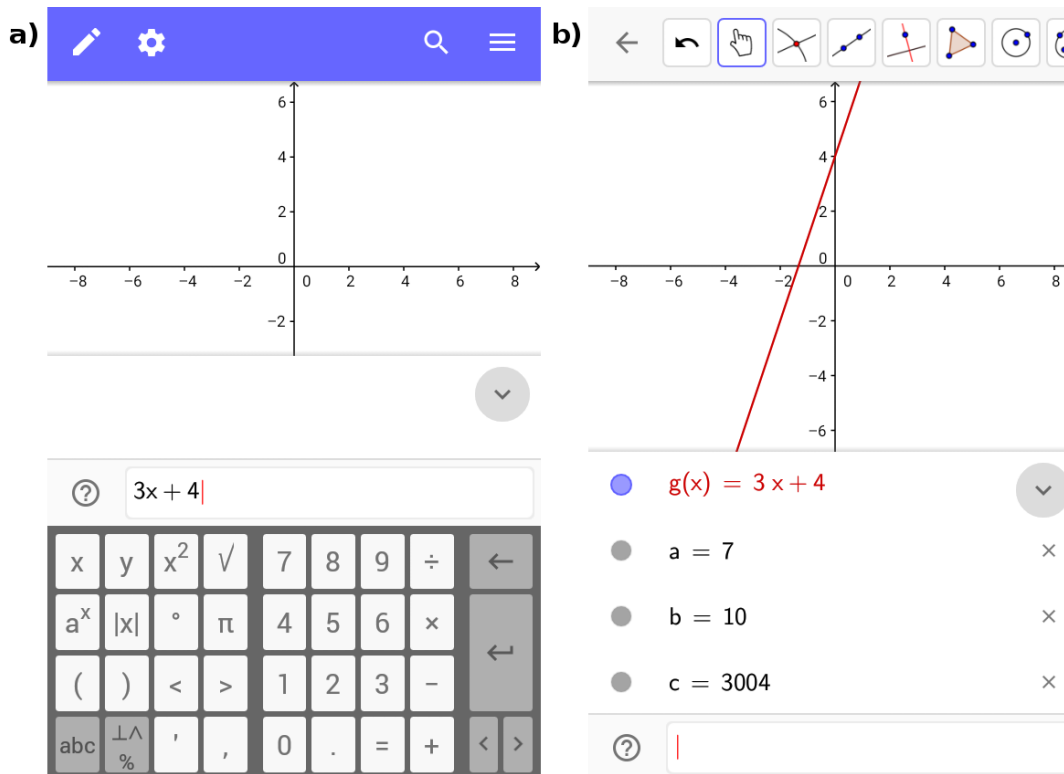 a)
6
4
2
0
−8 −6 −4 −2 0 2 4 6 8
−2
3x + 4
x y x² √ 7 8 9 ÷ ←
aˣ |x| ° π 4 5 6 ×
( ) < > 1 2 3 − ↵
abc ⊥∧ % ' , 0 . = + < >
b)
6
4
2
0
−8 −6 −4 −2 0 2 4 6 8
−2
−4
−6
g(x) = 3 x + 4
a = 7 ×
b = 10 ×
c = 3004 ×
?